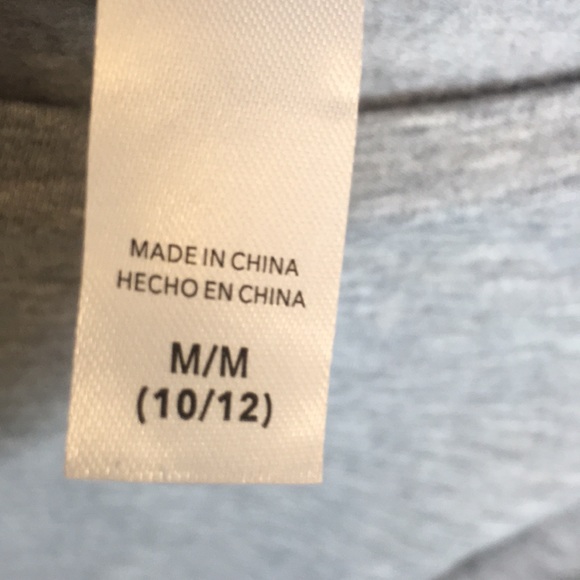 MADE IN CHINA
HECHO EN CHINA
M/M
(10/12)